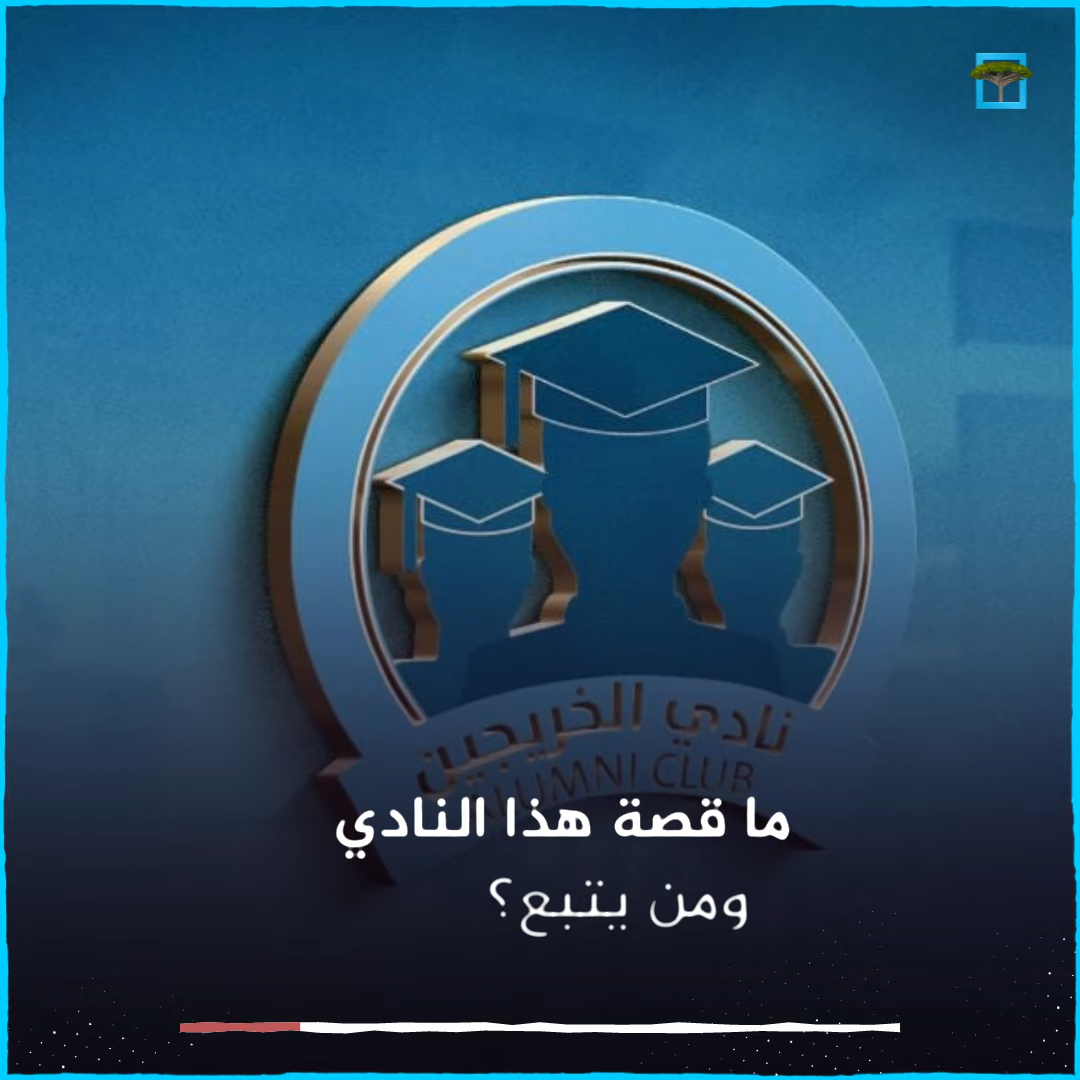 نادي الخريجين
ALUMNI CLUB
ما قصة هذا النادي
ومن يتبع؟